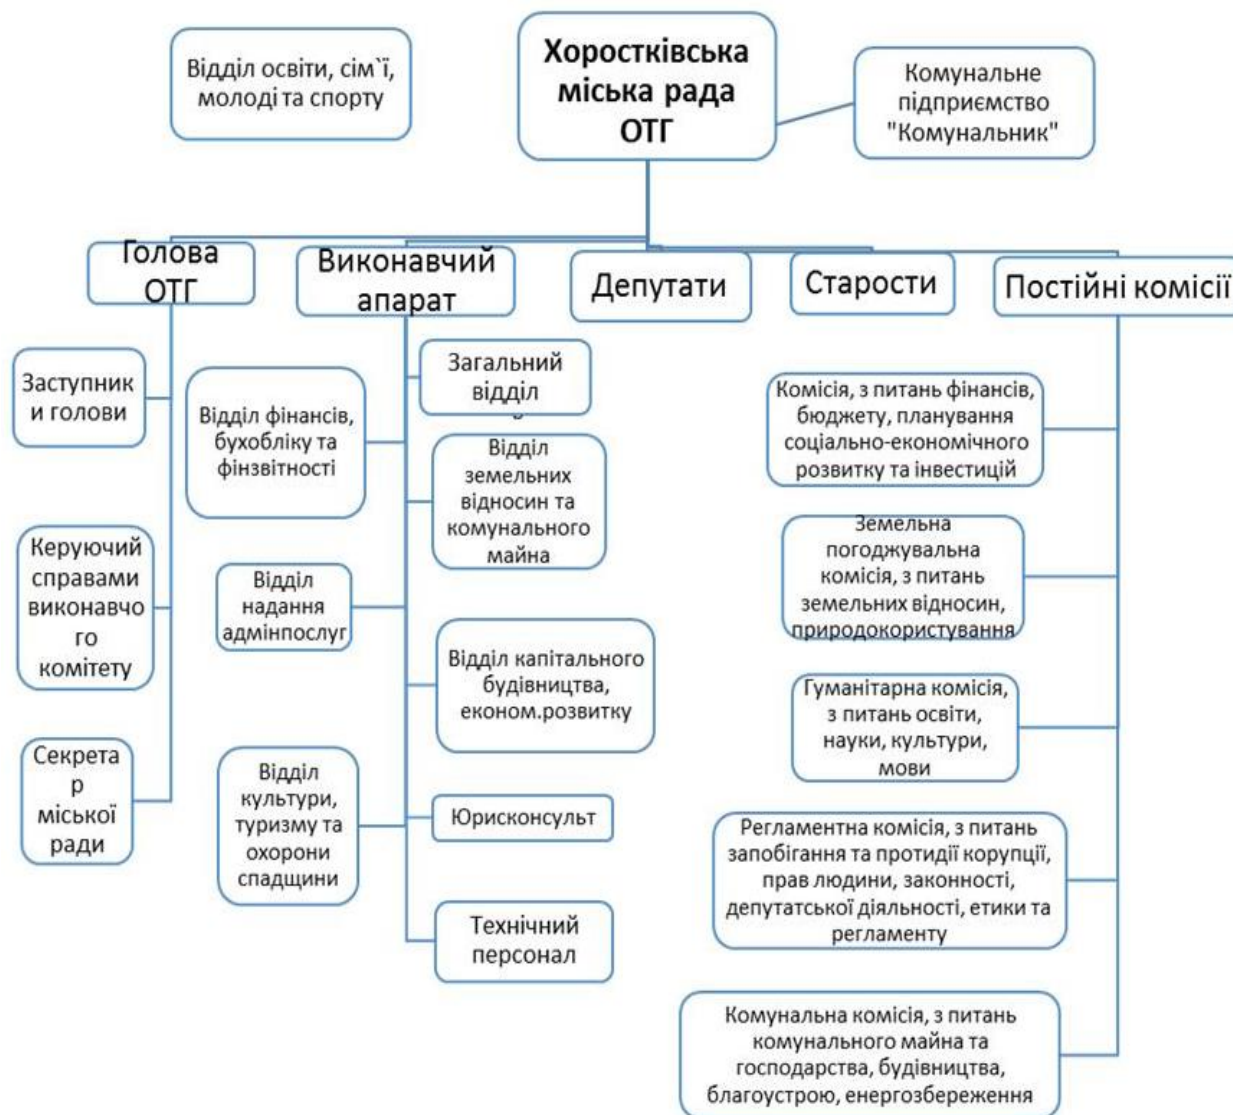 Відділ освіти, сім`ї,
молоді та спорту
Хоростківська
міська рада
ОТГ
Комунальне
підприємство
"Комунальник"
Голова
ОТГ
Виконавчий
апарат
Депутати
Старости
Постійні комісії
Заступник
и голови
Керуючий
справами
виконавчо
го
комітету
Секрета
р
міської
ради
Відділ фінансів,
бухобліку та
фінзвітності
Відділ
надання
адмінпослуг
Відділ
культури,
туризму та
охорони
спадщини
Загальний
відділ
Відділ
земельних
відносин та
комунального
майна
Відділ капітального
будівництва,
економ.розвитку
Юрисконсульт
Технічний
персонал
Комісія, з питань фінансів,
бюджету, планування
соціально-економічного
розвитку та інвестицій
Земельна
погоджувальна
комісія, з питань
земельних відносин,
природокористування
Гуманітарна комісія,
з питань освіти,
науки, культури,
мови
Регламентна комісія, з питань
запобігання та протидії корупції,
прав людини, законності,
депутатської діяльності, етики та
регламенту
Комунальна комісія, з питань
комунального майна та
господарства, будівництва,
благоустрою, енергозбереження